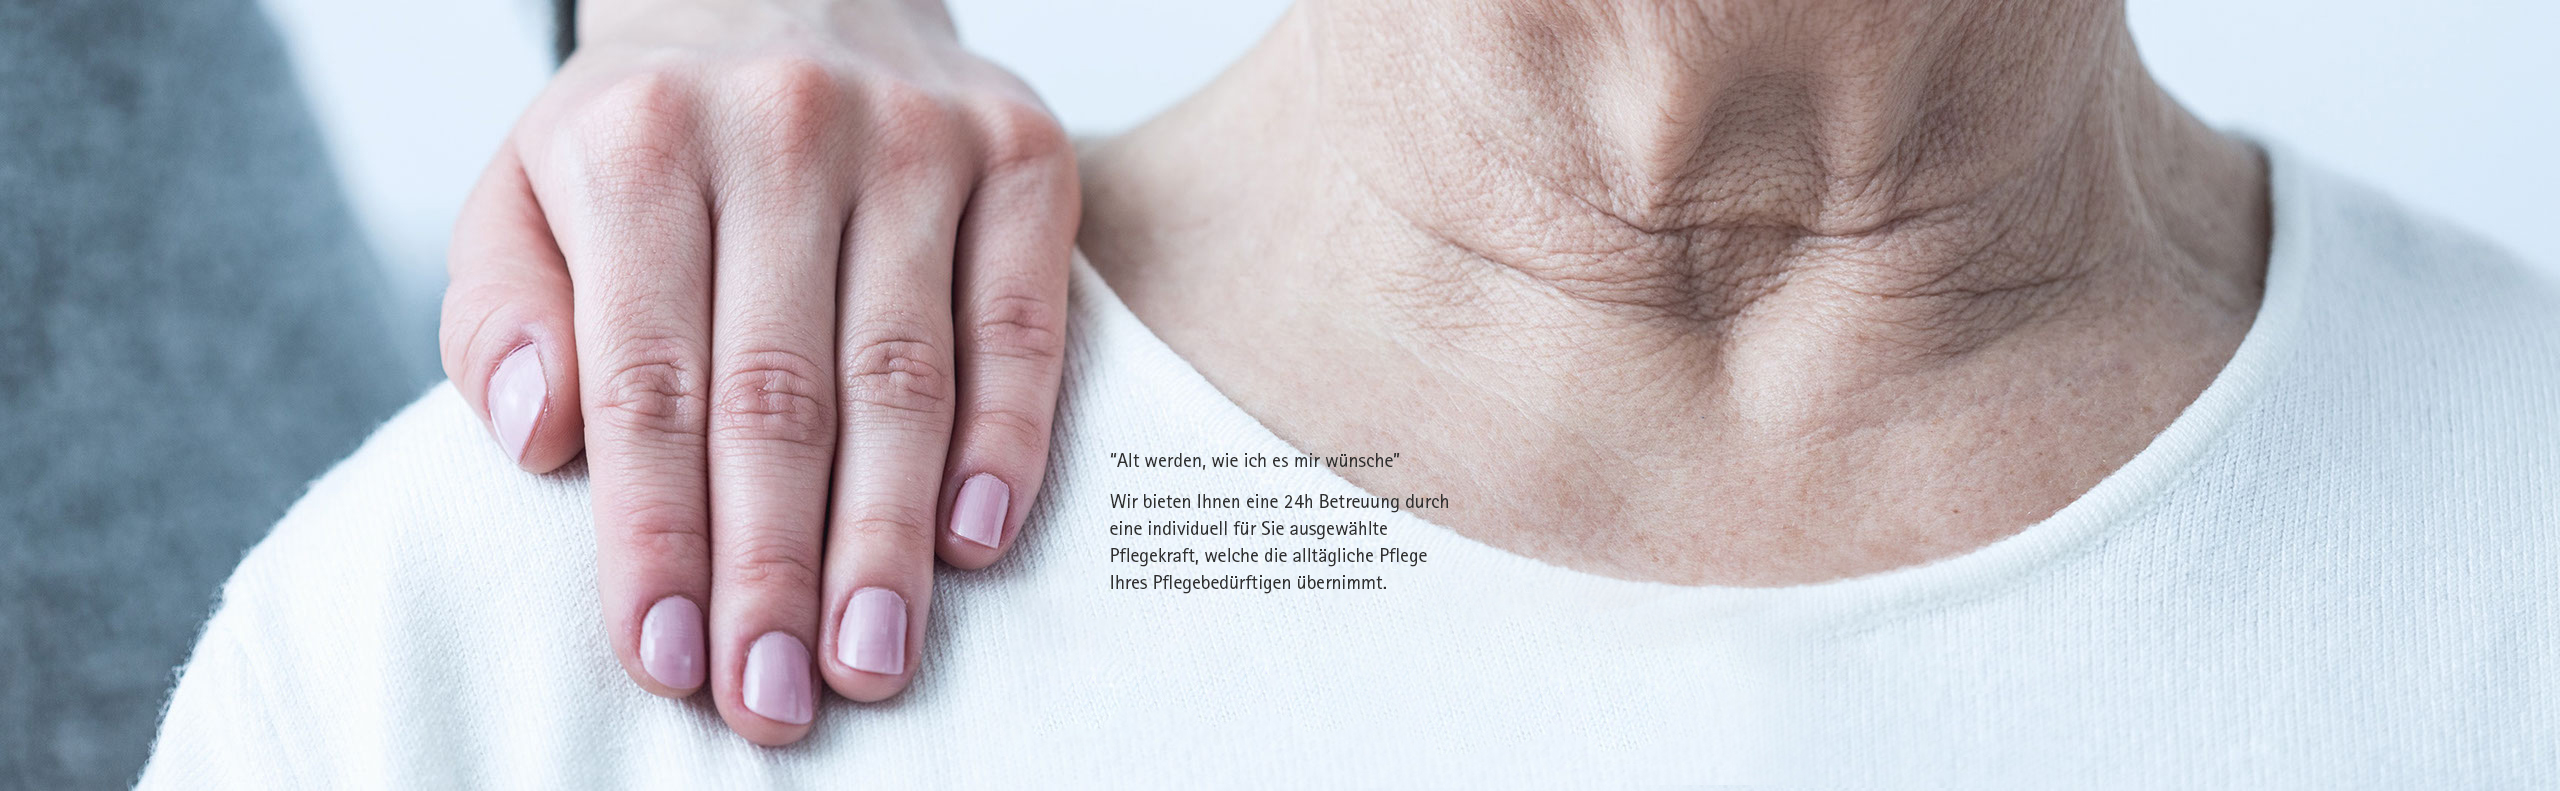 “Alt werden, wie ich es mir wünsche”
Wir bieten Ihnen eine 24h Betreuung durch
eine individuell für Sie ausgewählte
Pflegekraft, welche die alltägliche Pflege
Ihres Pflegebedürftigen übernimmt.